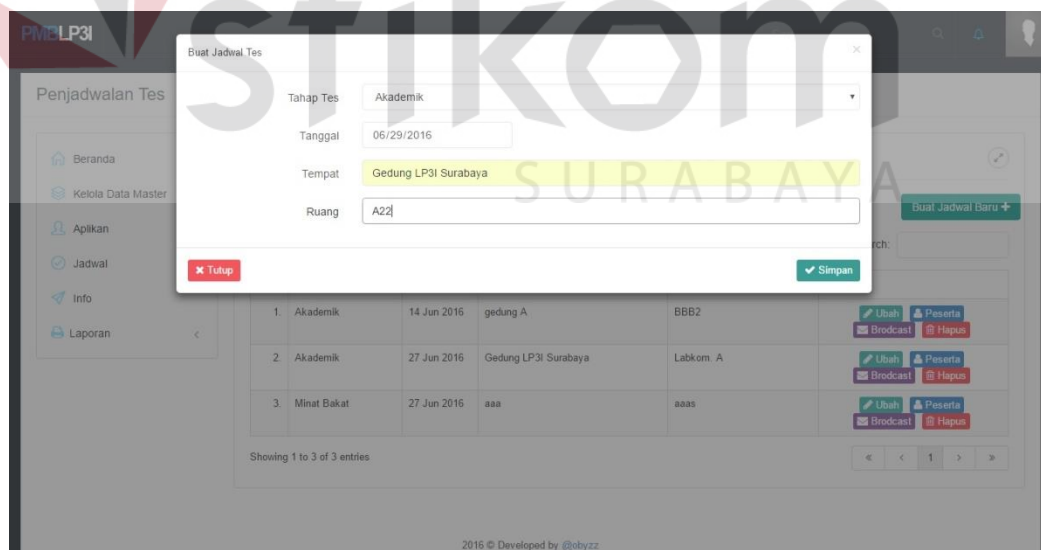 PMBLP3I
stikom
SURABAYA
Buat Jadwal Tes ×
Tahap Tes Akademik
Tanggal 06/29/2016
Tempat Gedung LP3I Surabaya
Ruang A22
Tutup Simpan
Penjadwalan Tes
Beranda
Kelola Data Master
Aplikan
Jadwal
Info
Laporan
Buat Jadwal Baru +
rch:
1. Akademik 14 Jun 2016 gedung A BBB2 Ubah Peserta
Brodcast Hapus
2. Akademik 27 Jun 2016 Gedung LP3I Surabaya Labkom. A Ubah Peserta
Brodcast Hapus
3. Minat Bakat 27 Jun 2016 aaa aaas Ubah Peserta
Brodcast Hapus
Showing 1 to 3 of 3 entries « < 1 > »
2016 © Developed by @obyzz